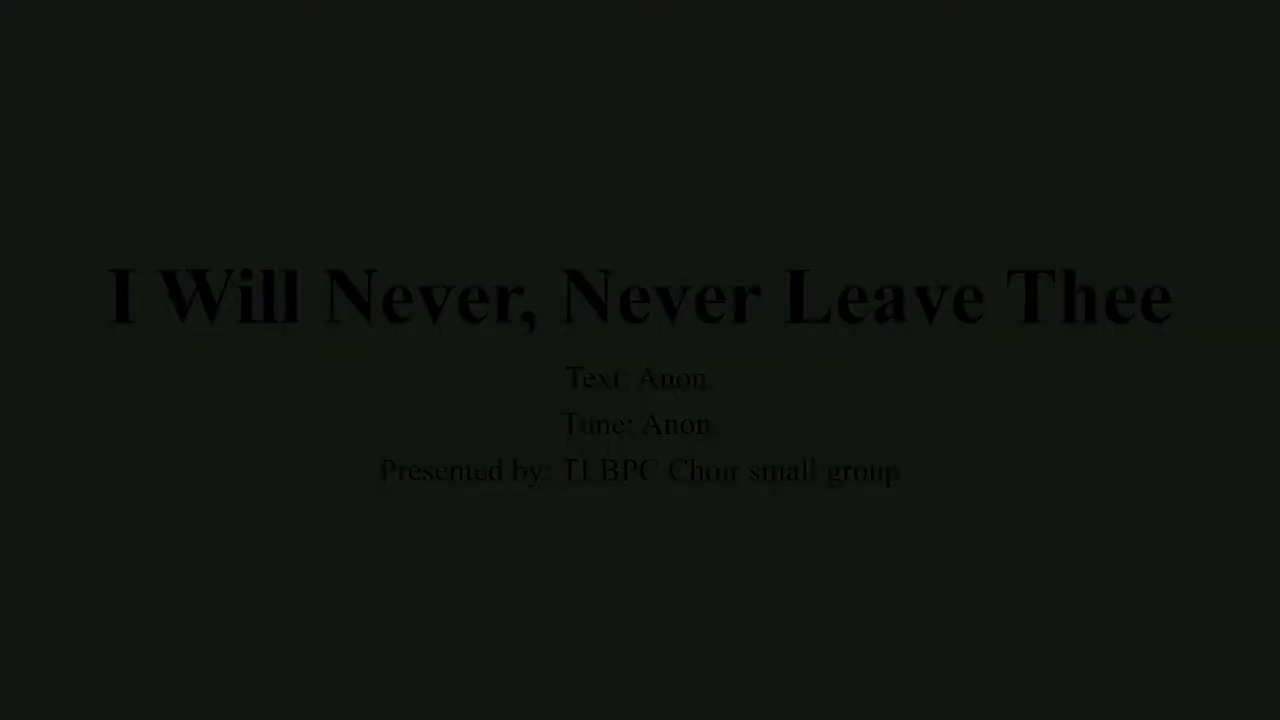 I Will Never, Never Leave Thee
Text: Anon.
Tune: Anon
Presented by: TLBPC Choir small group